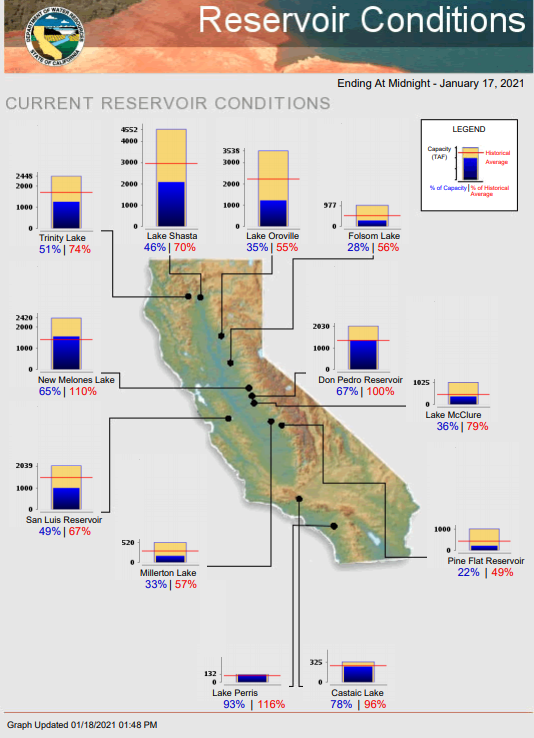 DEPARTMENT OF WATER RESOURCES
STATE OF CALIFORNIA
Reservoir Conditions
Ending At Midnight - January 17, 2021
CURRENT RESERVOIR CONDITIONS
LEGEND
Capacity
(TAF)
Historical
Average
% of Capacity | % of Historical
Average
2448
2000
1000
0
Trinity Lake
51% | 74%
4552
3000
2000
1000
0
Lake Shasta
46% | 70%
3538
3000
2000
1000
0
Lake Oroville
35% | 55%
977
0
Folsom Lake
28% | 56%
2420
2000
1000
0
New Melones Lake
65% | 110%
2030
1000
0
Don Pedro Reservoir
67% | 100%
1025
0
Lake McClure
36% | 79%
2039
1000
0
San Luis Reservoir
49% | 67%
520
0
Millerton Lake
33% | 57%
1000
0
Pine Flat Reservoir
22% | 49%
132
0
Lake Perris
93% | 116%
325
0
Castaic Lake
78% | 96%
Graph Updated 01/18/2021 01:48 PM